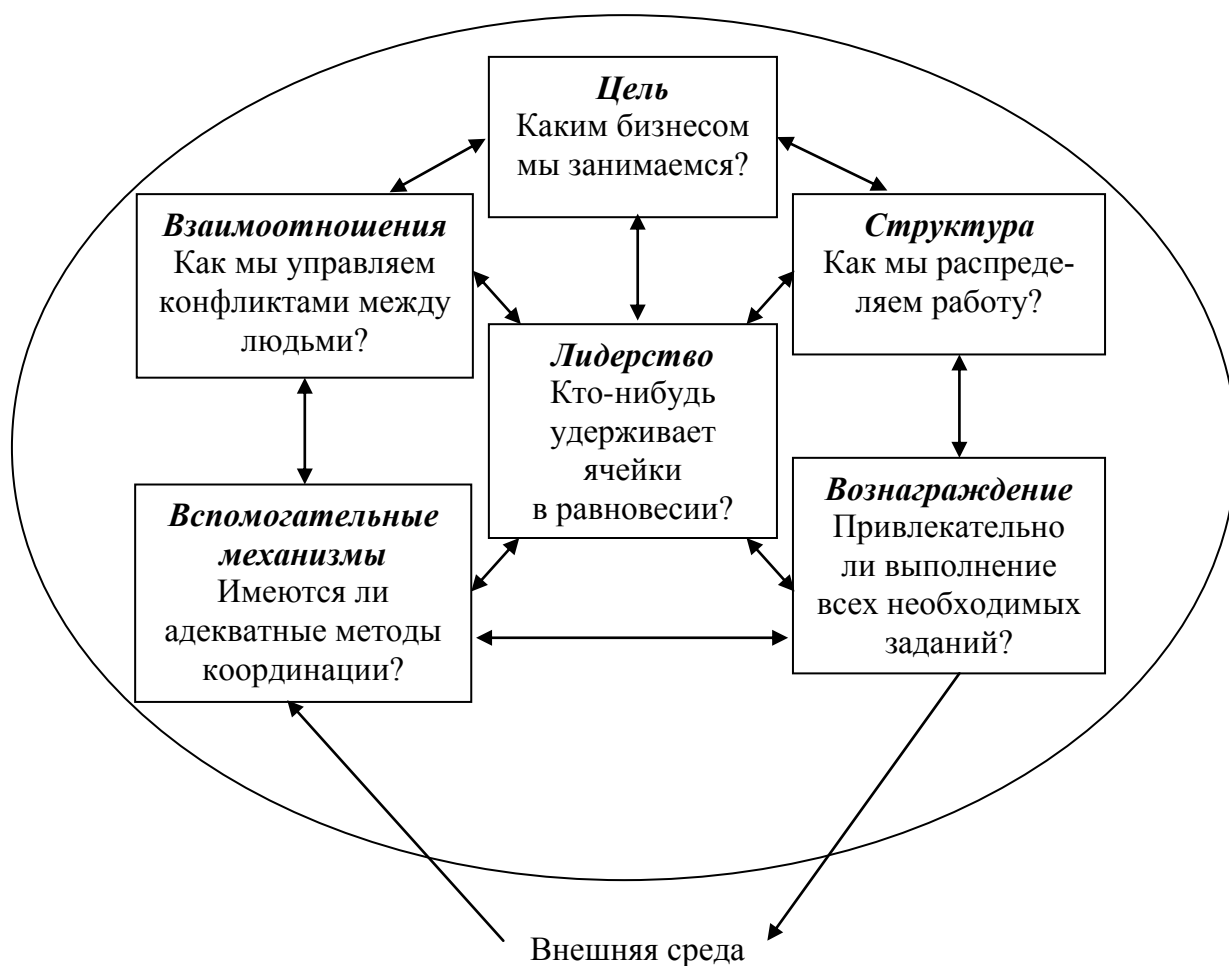 Цель
Каким бизнесом
мы занимаемся?
Взаимоотношения
Как мы управляем
конфликтами между
людьми?
Структура
Как мы распреде-
ляем работу?
Лидерство
Кто-нибудь
удерживает
ячейки
в равновесии?
Вспомогательные
механизмы
Имеются ли
адекватные методы
координации?
Вознаграждение
Привлекательно
ли выполнение
всех необходимых
заданий?
Внешняя среда